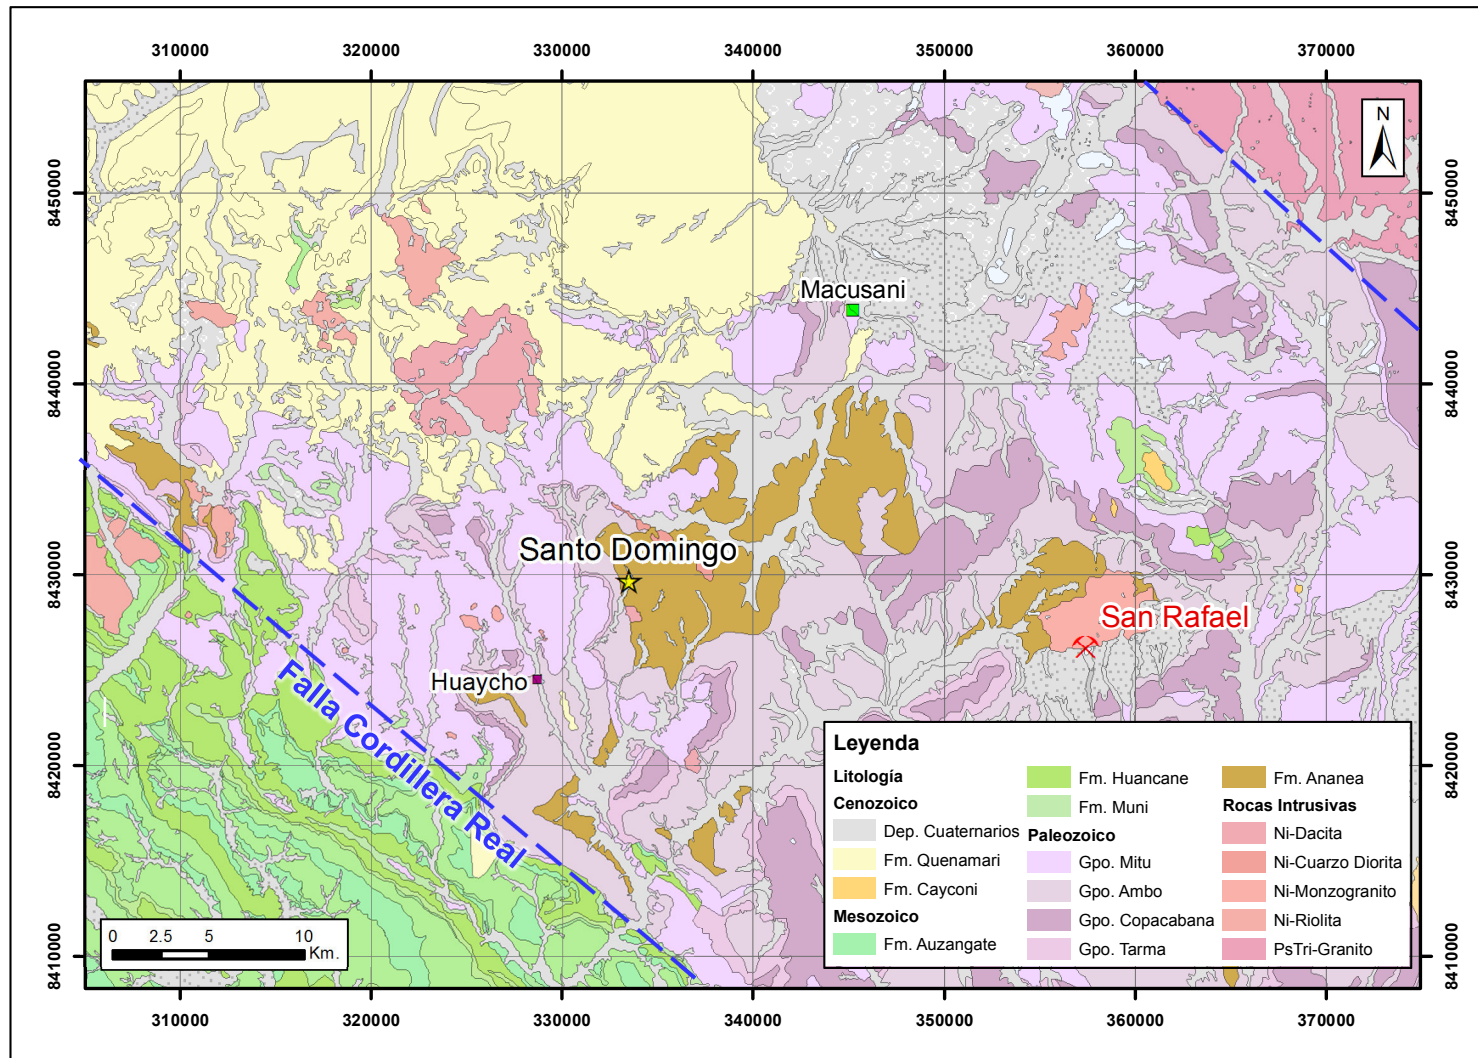 310000 320000 330000 340000 350000 360000 370000
N
8450000 8450000
Macusani
8440000 8440000
Santo Domingo
8430000 8430000
San Rafael
Huaycho
Falla Cordillera Real
8420000 8420000
8410000 8410000
Leyenda
Litología
Cenozoico
Dep. Cuaternarios
Fm. Quenamari
Fm. Cayconi
Mesozoico
Fm. Auzangate
Fm. Huancane
Fm. Muni
Paleozoico
Gpo. Mitu
Gpo. Ambo
Gpo. Copacabana
Gpo. Tarma
Fm. Ananea
Rocas Intrusivas
Ni-Dacita
Ni-Cuarzo Diorita
Ni-Monzogranito
Ni-Riolita
PsTri-Granito
0 2.5 5 10
Km.
310000 320000 330000 340000 350000 360000 370000